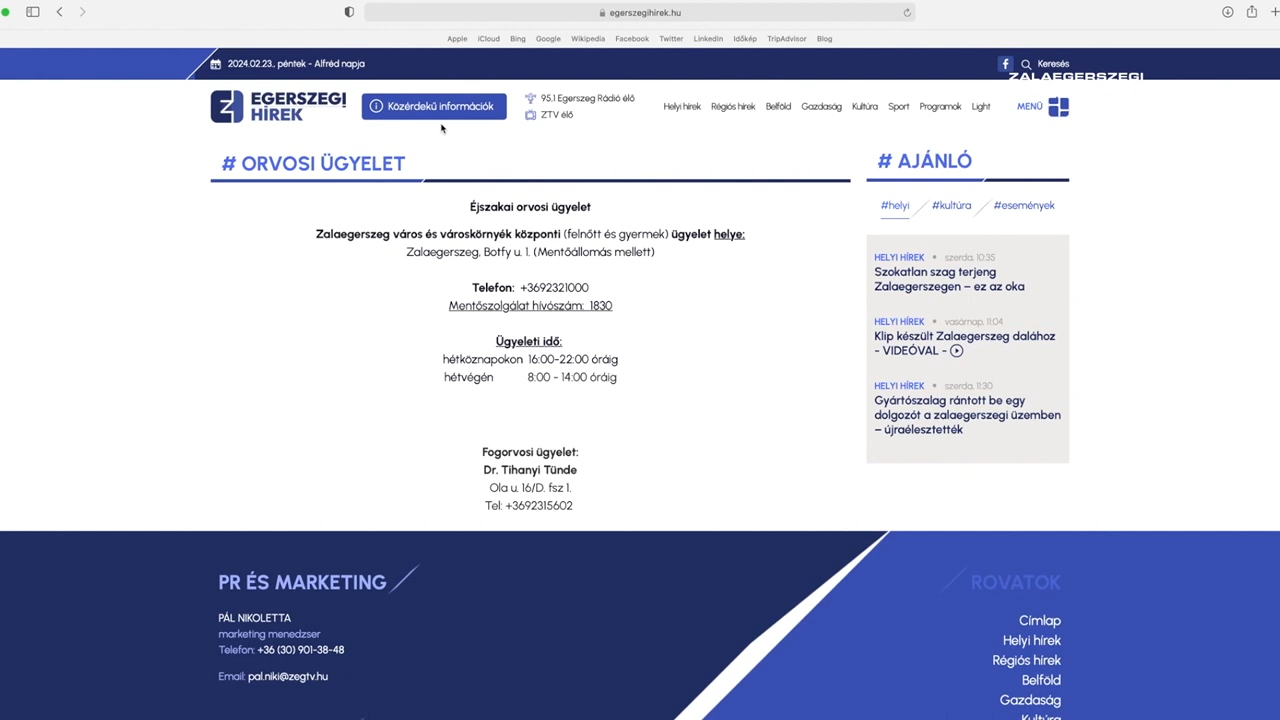 egerszegihirek.hu
Apple iCloud Bing Google Wikipedia Facebook Twitter LinkedIn Időkép TripAdvisor Blog
2024.02.23., péntek - Alfréd napja
Keresés
ZALAEGERSZEGI
EGERSZEGI
HÍREK
Közérdekű információk
95.1 Egerszeg Rádió élő
ZTV élő
Helyi hírek Régiós hírek Belföld Gazdaság Kultúra Sport Programok Light MENÜ
# ORVOSI ÜGYELET
Éjszakai orvosi ügyelet
Zalaegerszeg város és városkörnyék központi (felnőtt és gyermek) ügyelet helye:
Zalaegerszeg, Botfy u. 1. (Mentőállomás mellett)
Telefon: +3692321000
Mentőszolgálat hívószám: 1830
Ügyeleti idő:
hétköznapokon 16:00-22:00 óráig
hétvégén 8:00 - 14:00 óráig
Fogorvosi ügyelet:
Dr. Tihanyi Tünde
Ola u. 16/D. fsz 1.
Tel: +3692315602
# AJÁNLÓ
#helyi #kultúra #események
HELYI HÍREK • szerda, 10:35
Szokatlan szag terjeng
Zalaegerszegen – ez az oka
HELYI HÍREK • vasárnap, 11:04
Klip készült Zalaegerszeg dalához
- VIDEÓVAL -
HELYI HÍREK • szerda, 11:30
Gyártószalag rántott be egy
dolgozót a zalaegerszegi üzemben
– újraélesztették
PR ÉS MARKETING
PÁL NIKOLETTA
marketing menedzser
Telefon: +36 (30) 901-38-48
Email: pal.niki@zegtv.hu
ROVATOK
Címlap
Helyi hírek
Régiós hírek
Belföld
Gazdaság
Kultúra